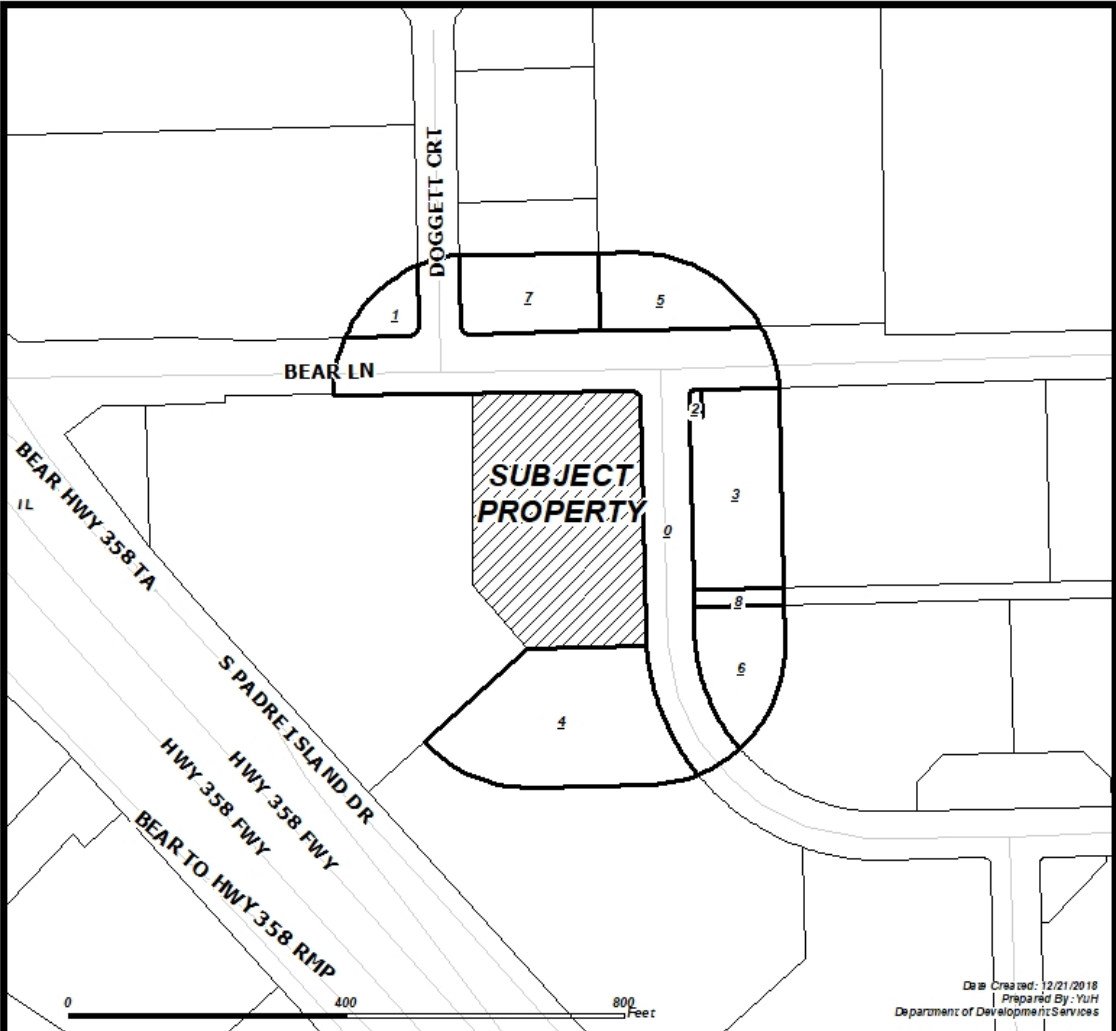 DOGGETT CRT
1
7
5
BEAR LN
2
SUBJECT
PROPERTY
3
0
BEAR HWY 358 TA
IL
8
6
S PADRE ISLAND DR
4
HWY 358 FWY
HWY 358 FWY
BEAR TO HWY 358 RMP
0 400 800
Feet
Date Created: 12/21/2018
Prepared By: YuH
Department of Development Services